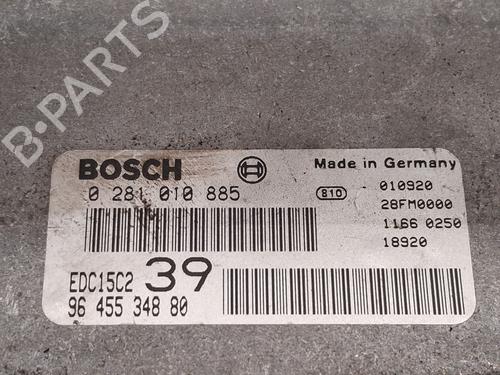 B-PARTS
BOSCH
Made in Germany
0 281 010 885
810
010920
28FM0000
1166 0250
18920
EDC15C2 39
96 455 348 80